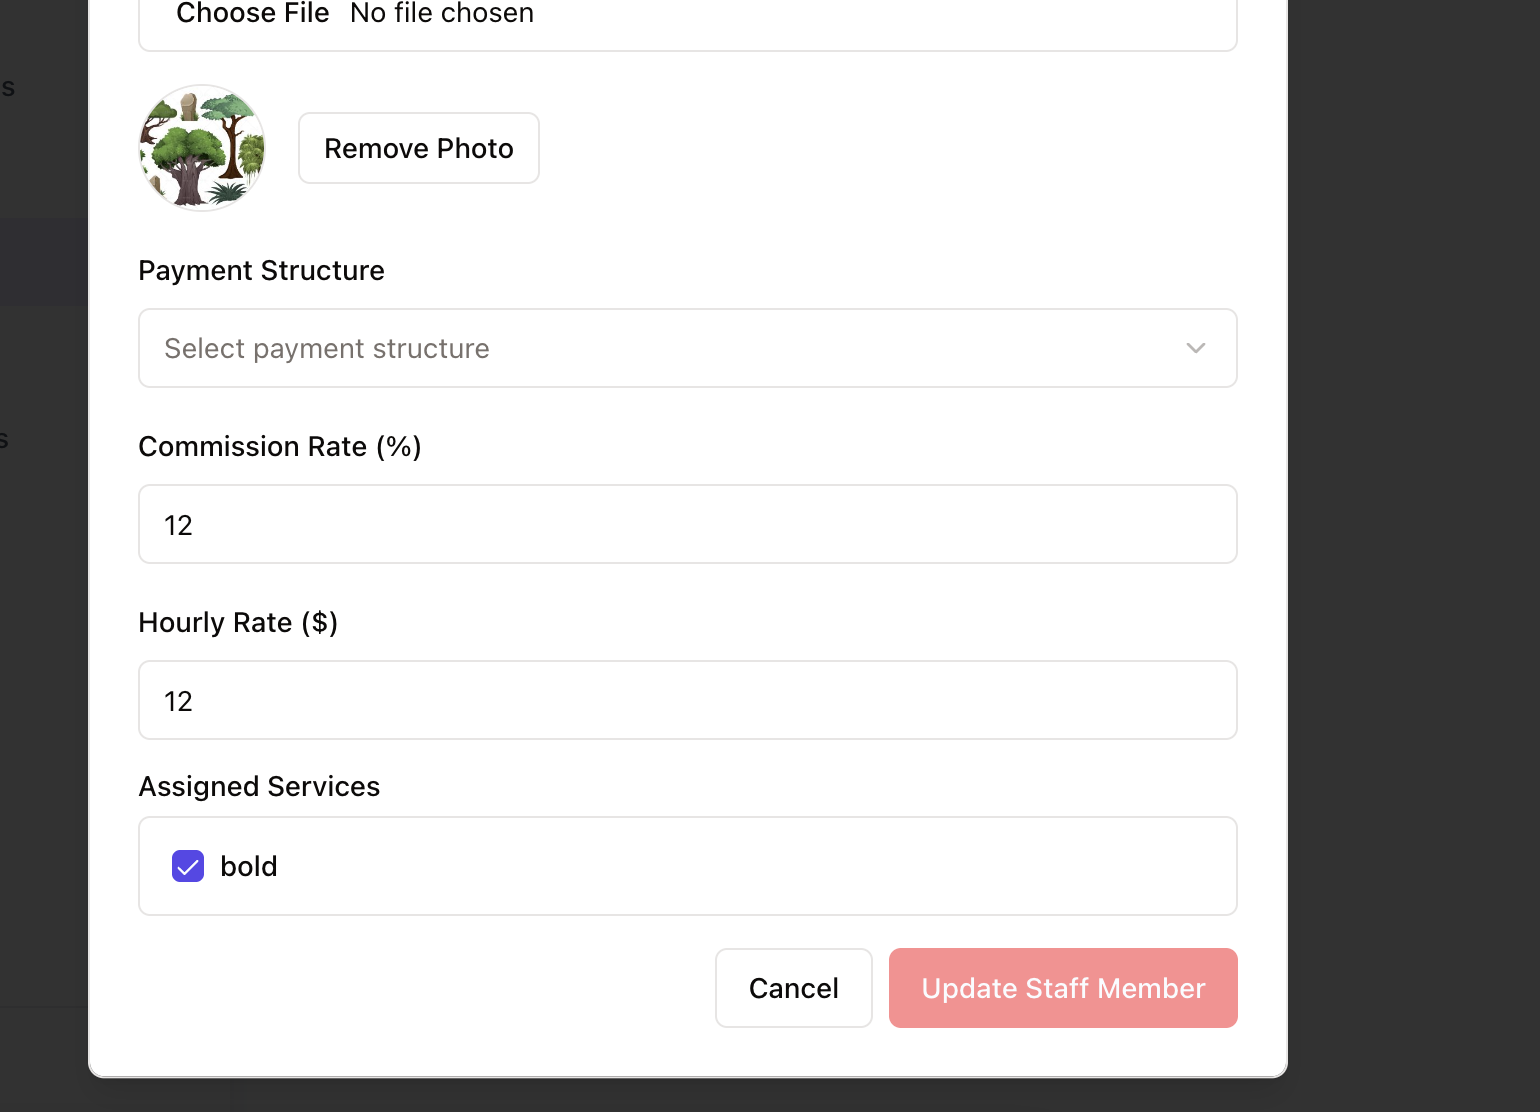 Choose File No file chosen
s
Remove Photo
Payment Structure
Select payment structure
s
Commission Rate (%)
12
Hourly Rate ($)
12
Assigned Services
bold
Cancel Update Staff Member